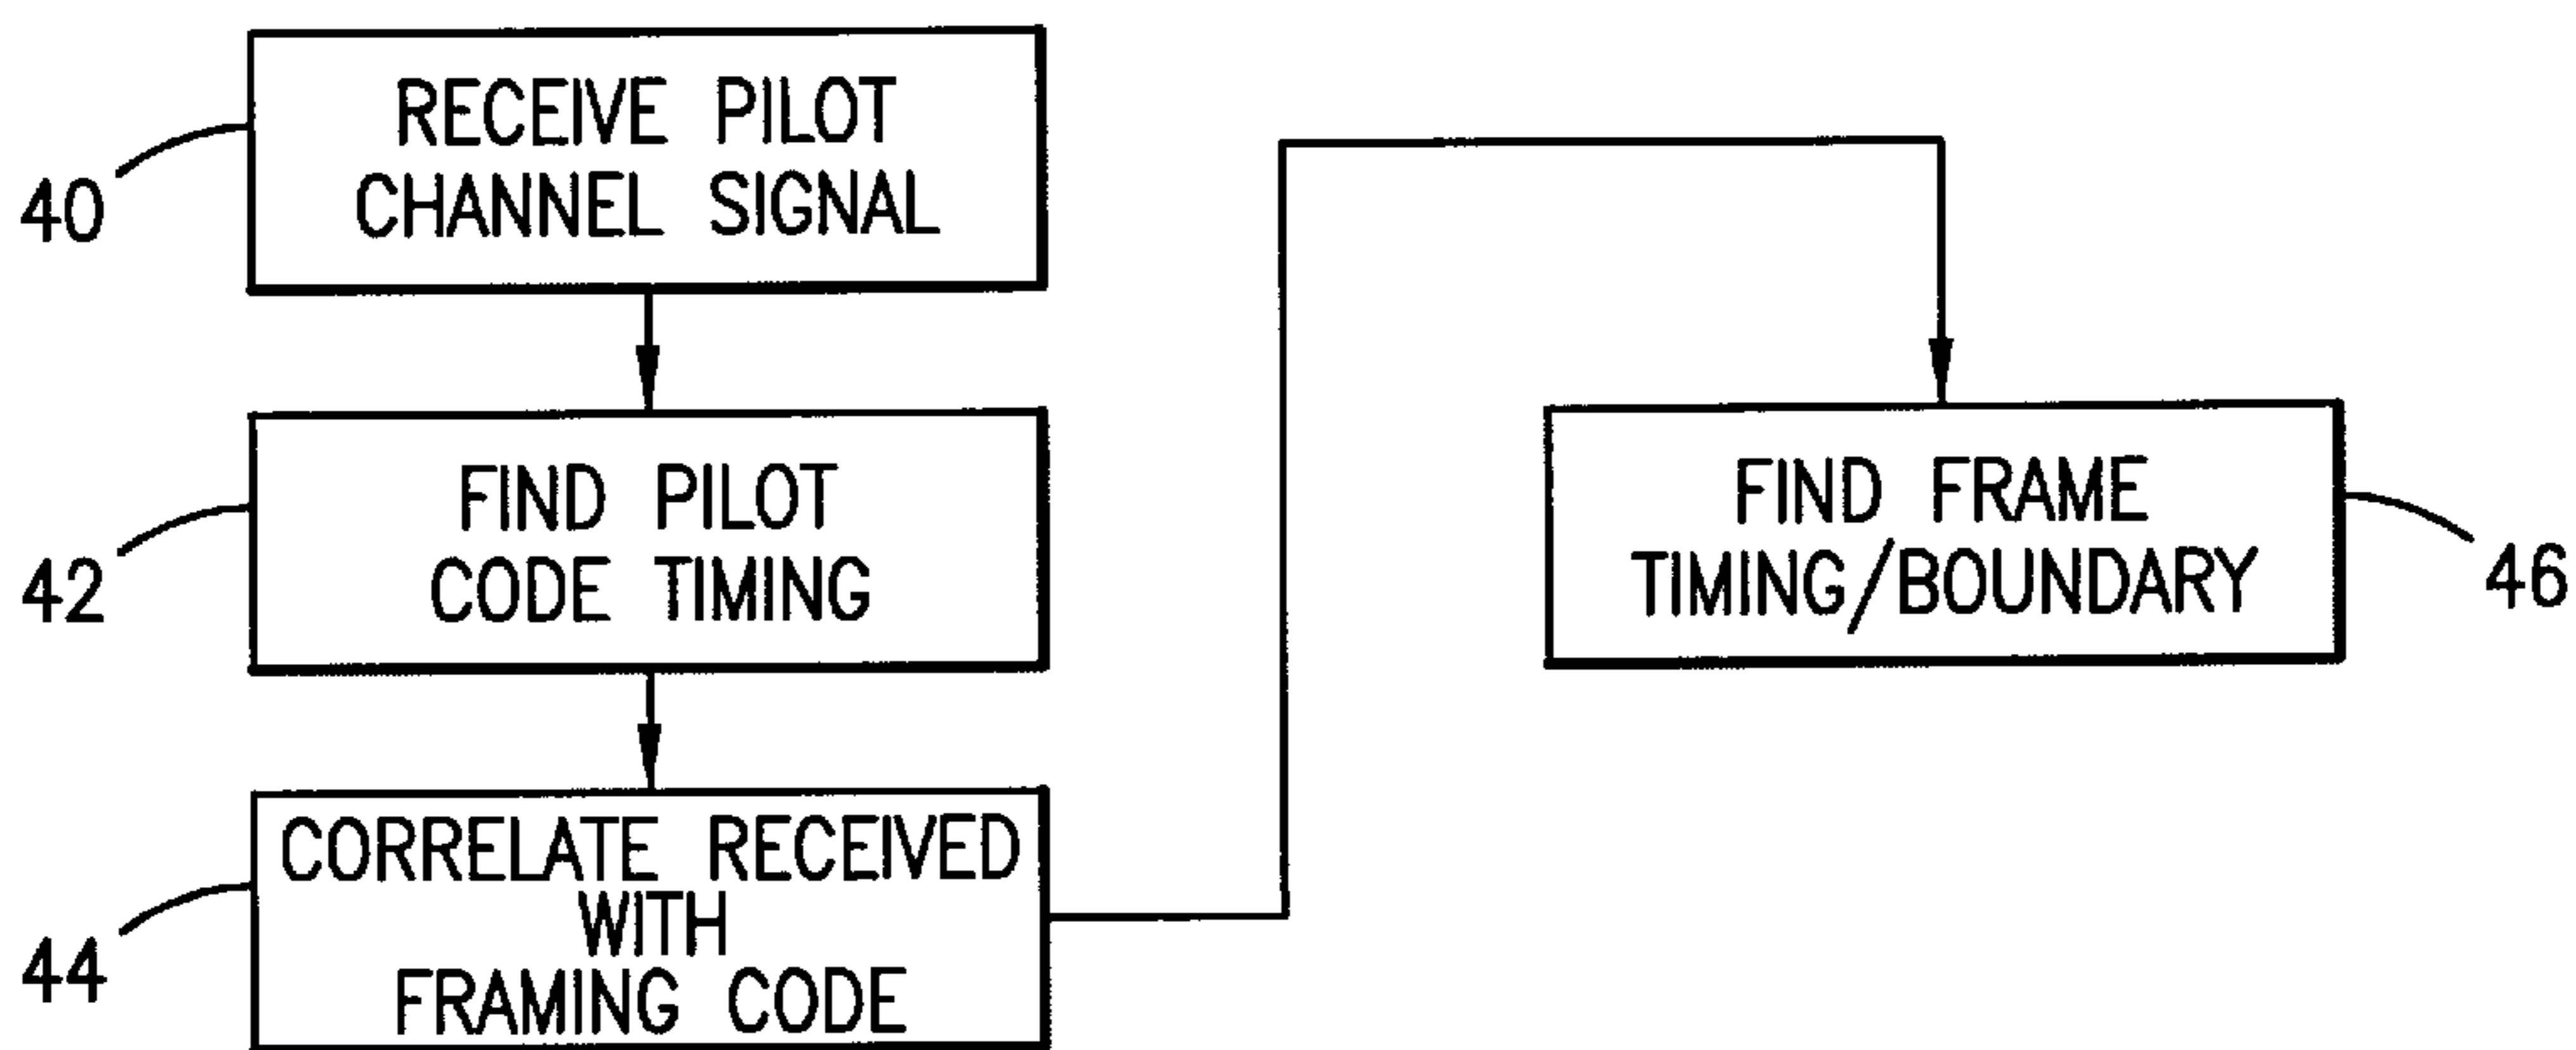 RECEIVE PILOT
CHANNEL SIGNAL
40
FIND PILOT
CODE TIMING
42
CORRELATE RECEIVED
WITH
FRAMING CODE
44
FIND FRAME
TIMING/BOUNDARY
46